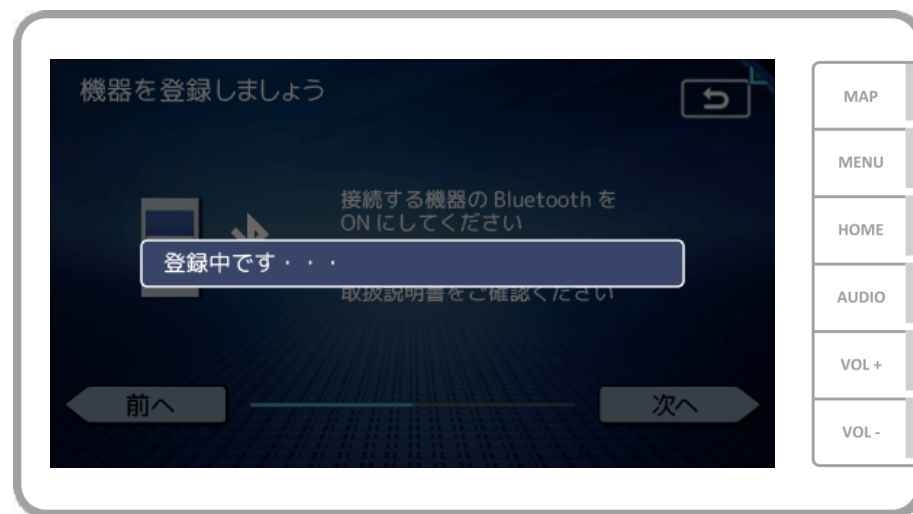 機器を登録しましょう
接続する機器の Bluetooth を
ON にしてください
登録中です・・・
取扱説明書をご確認ください
前へ
次へ
MAP
MENU
HOME
AUDIO
VOL +
VOL -